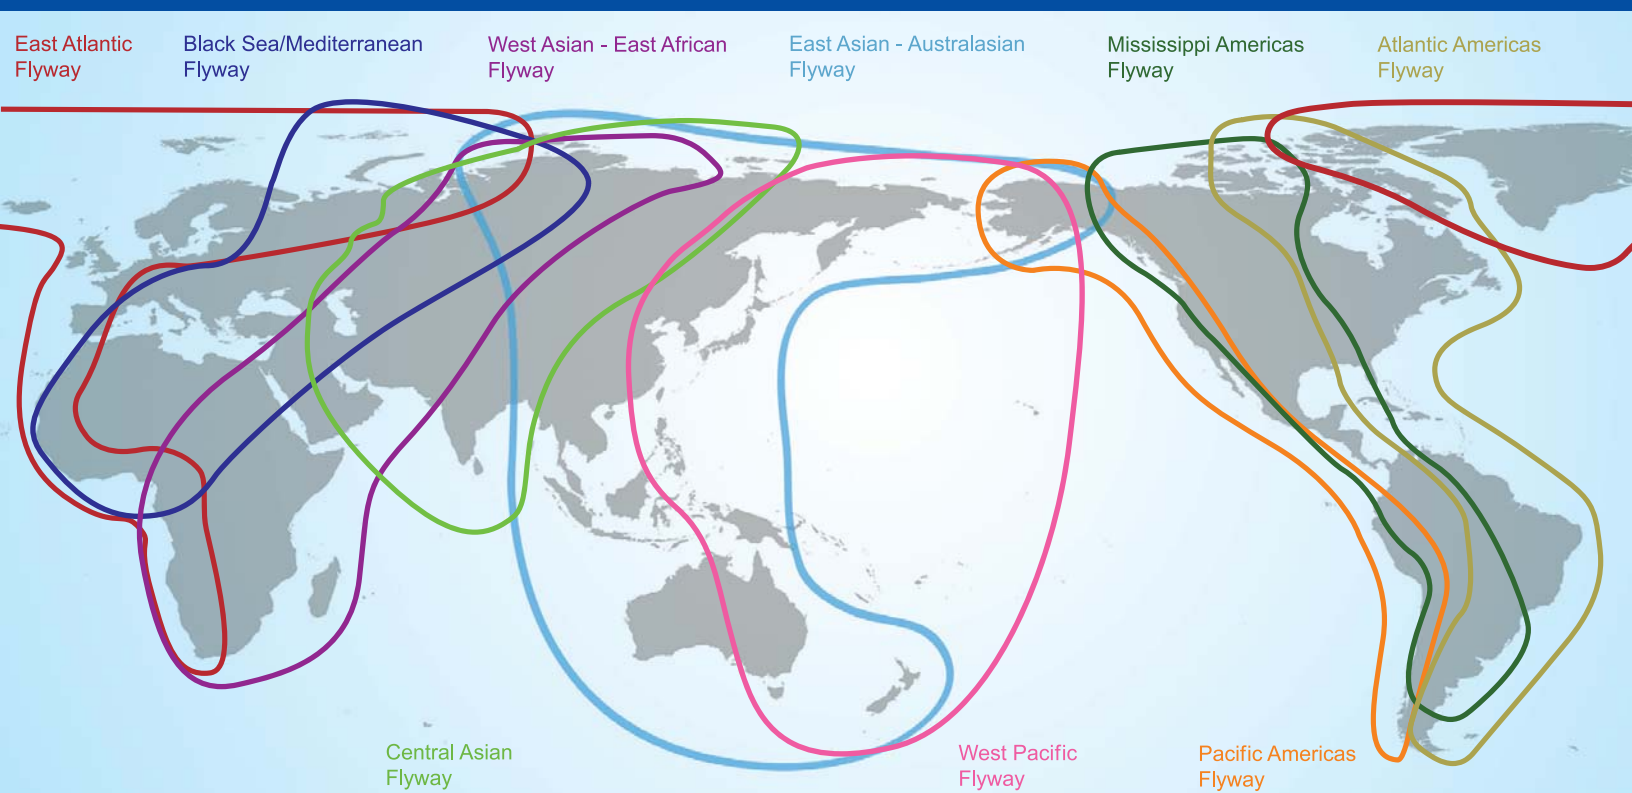 East Atlantic
Flyway
Black Sea/Mediterranean
Flyway
West Asian - East African
Flyway
East Asian - Australasian
Flyway
Mississippi Americas
Flyway
Atlantic Americas
Flyway
Central Asian
Flyway
West Pacific
Flyway
Pacific Americas
Flyway